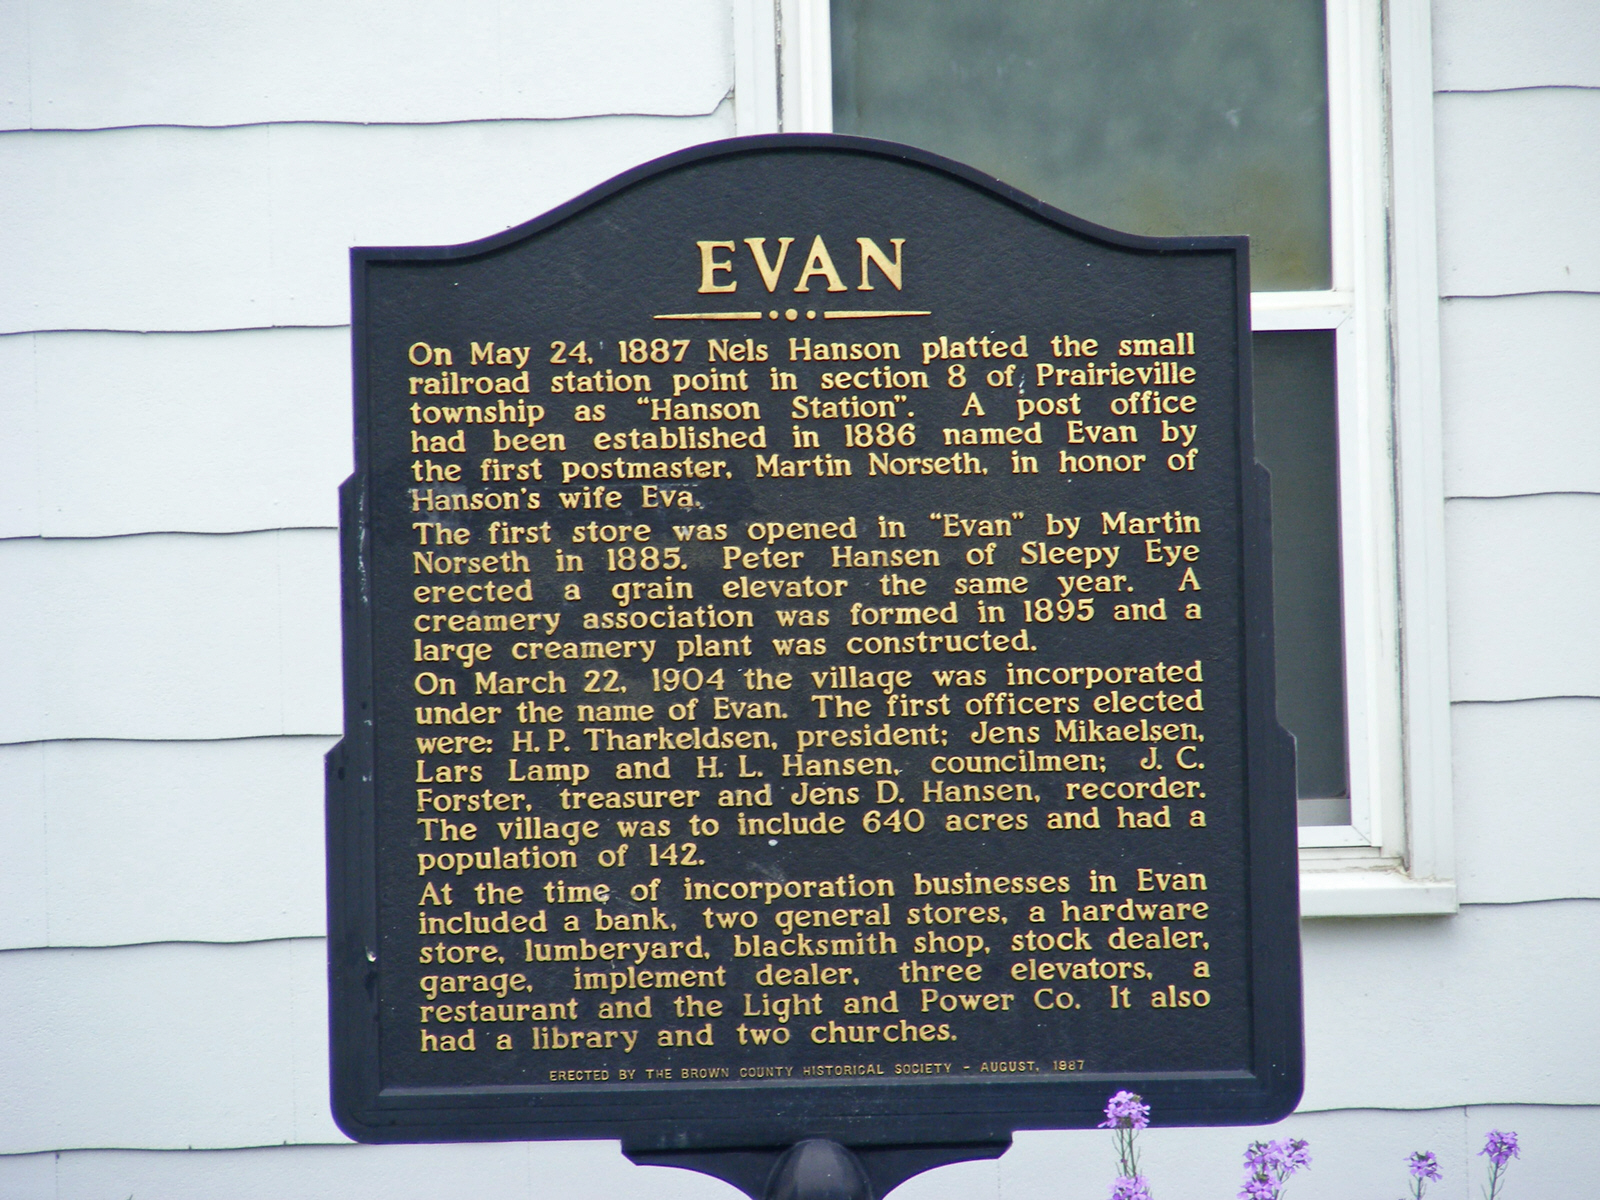 EVAN
On May 24, 1887 Nels Hanson platted the small
railroad station point in section 8 of Prairieville
township as "Hanson Station". A post office
had been established in 1886 named Evan by
the first postmaster, Martin Norseth, in honor of
Hanson's wife Eva.
The first store was opened in "Evan" by Martin
Norseth in 1885. Peter Hansen of Sleepy Eye
erected a grain elevator the same year. A
creamery association was formed in 1895 and a
large creamery plant was constructed.
On March 22, 1904 the village was incorporated
under the name of Evan. The first officers elected
were: H. P. Tharkeldsen, president; Jens Mikaelsen,
Lars Lamp and H. L. Hansen, councilmen; J. C.
Forster, treasurer and Jens D. Hansen, recorder.
The village was to include 640 acres and had a
population of 142.
At the time of incorporation businesses in Evan
included a bank, two general stores, a hardware
store, lumberyard, blacksmith shop, stock dealer,
garage, implement dealer, three elevators, a
restaurant and the Light and Power Co. It also
had a library and two churches.
ERECTED BY THE BROWN COUNTY HISTORICAL SOCIETY - AUGUST, 1987